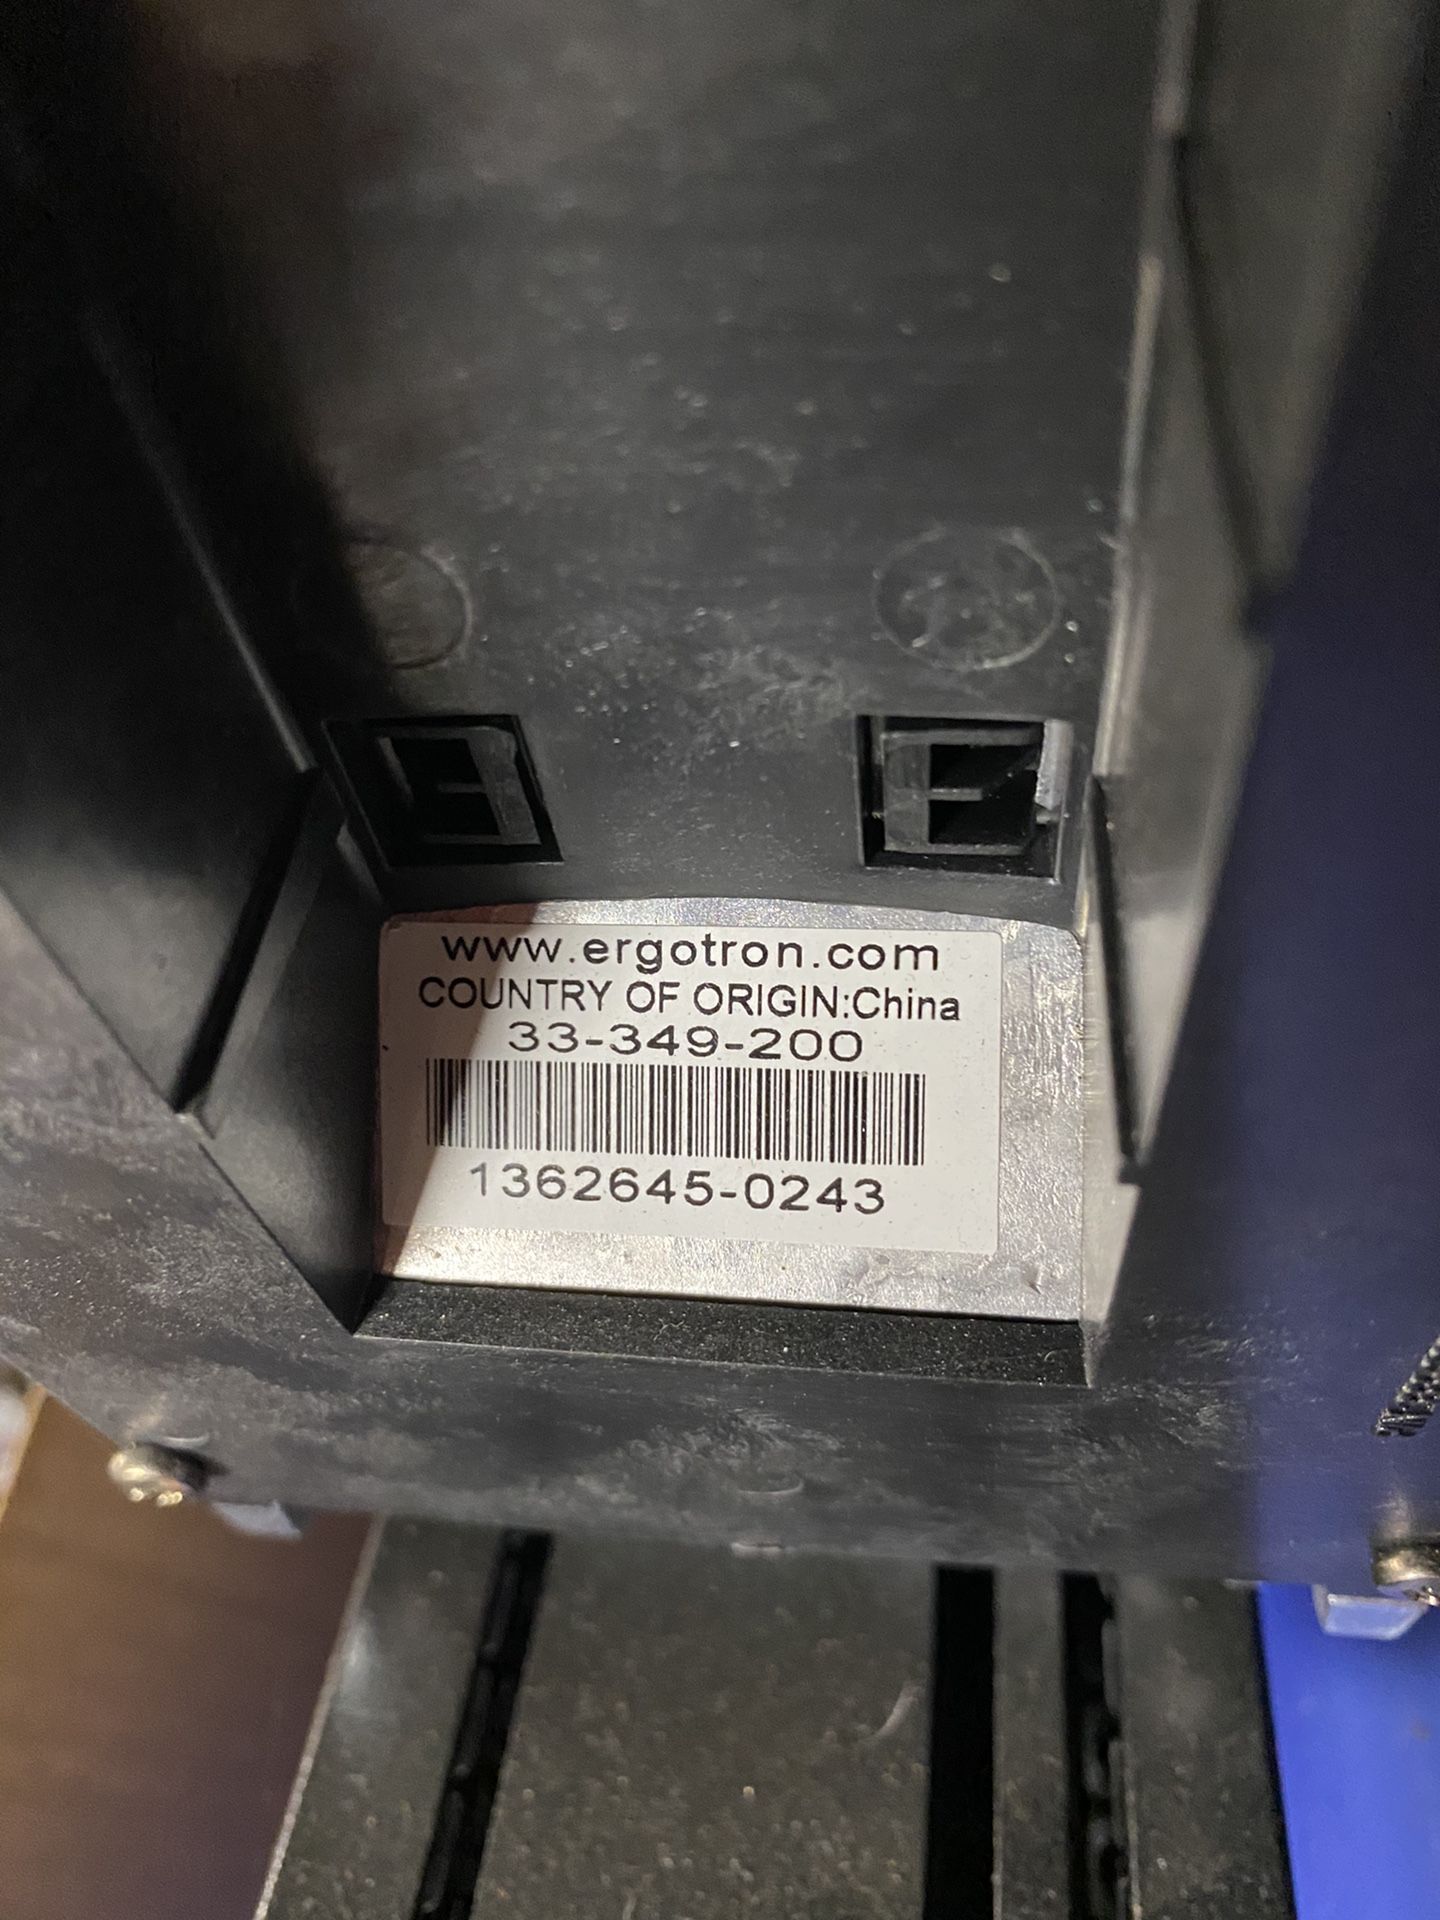 www.ergotron.com
COUNTRY OF ORIGIN:China
33-349-200
1362645-0243